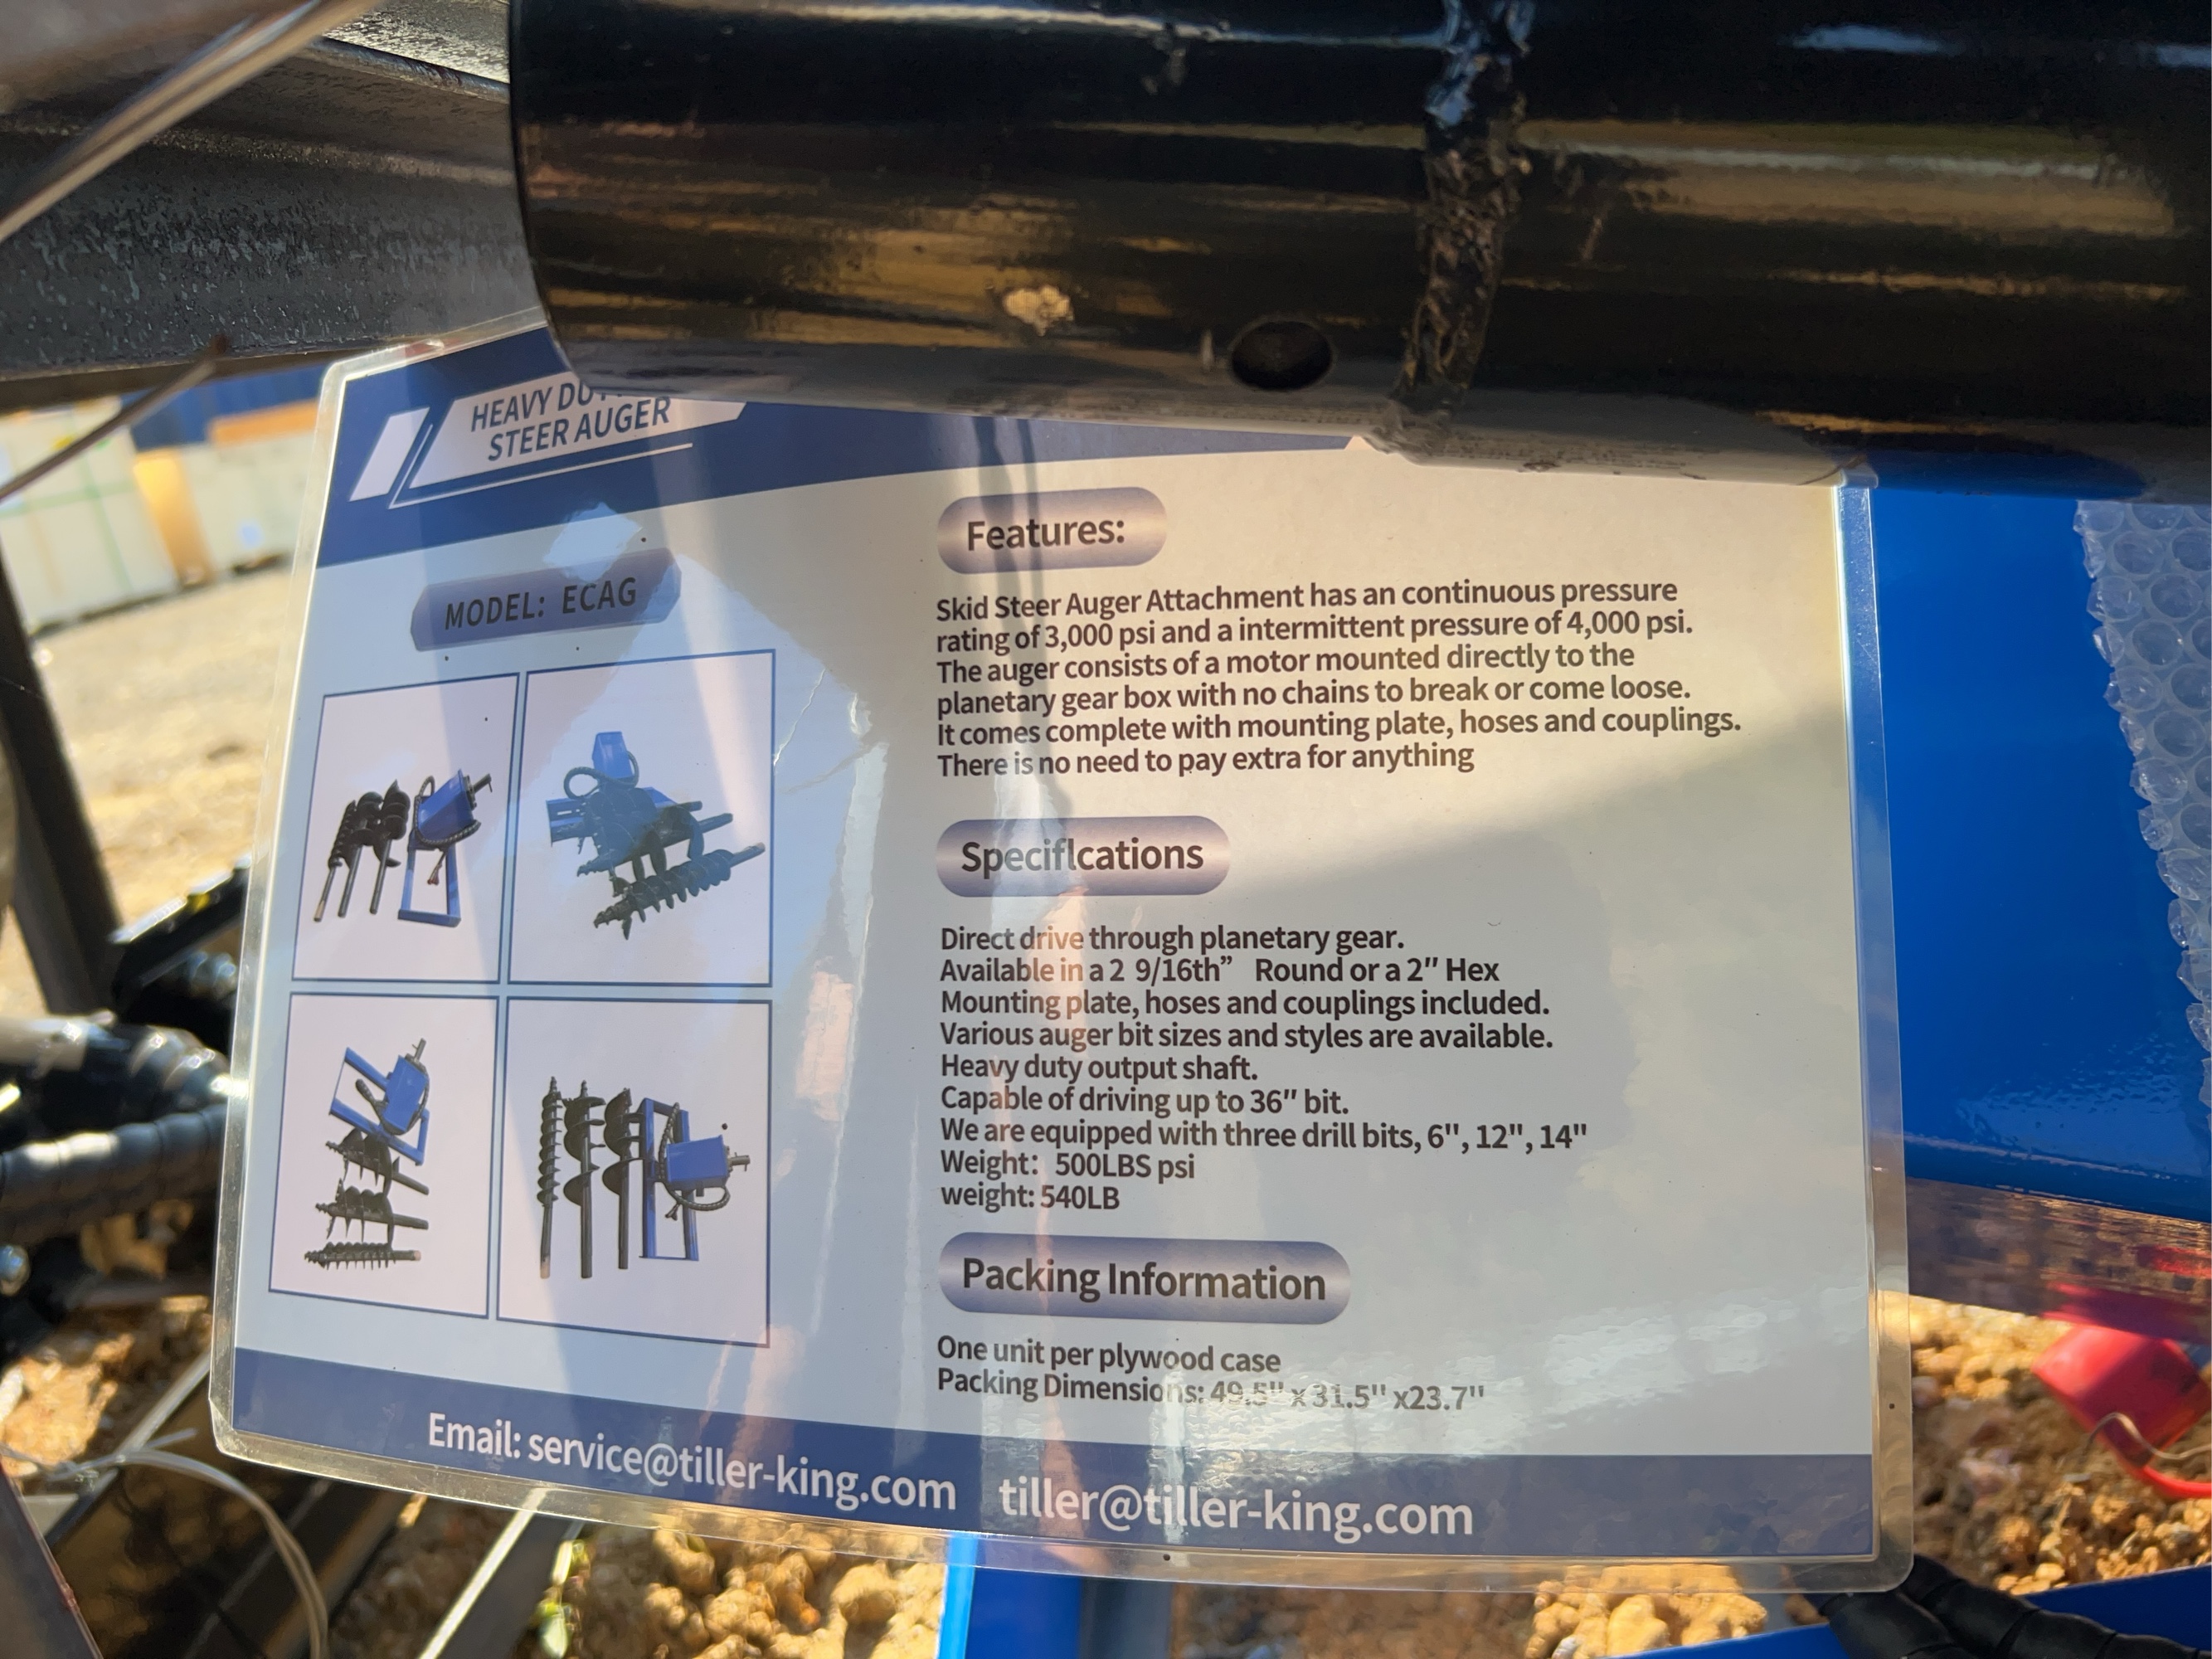 HEAVY DU
STEER AUGER
MODEL: ECAG
Features:
Skid Steer Auger Attachment has an continuous pressure
rating of 3,000 psi and a intermittent pressure of 4,000 psi.
The auger consists of a motor mounted directly to the
planetary gear box with no chains to break or come loose.
It comes complete with mounting plate, hoses and couplings.
There is no need to pay extra for anything
Speciflcations
Direct drive through planetary gear.
Available in a 2 9/16th” Round or a 2" Hex
Mounting plate, hoses and couplings included.
Various auger bit sizes and styles are available.
Heavy duty output shaft.
Capable of driving up to 36" bit.
We are equipped with three drill bits, 6", 12", 14"
Weight: 500LBS psi
weight: 540LB
Packing Information
One unit per plywood case
Packing Dimensions: 49.5" x 31.5" x23.7"
Email: service@tiller-king.com tiller@tiller-king.com